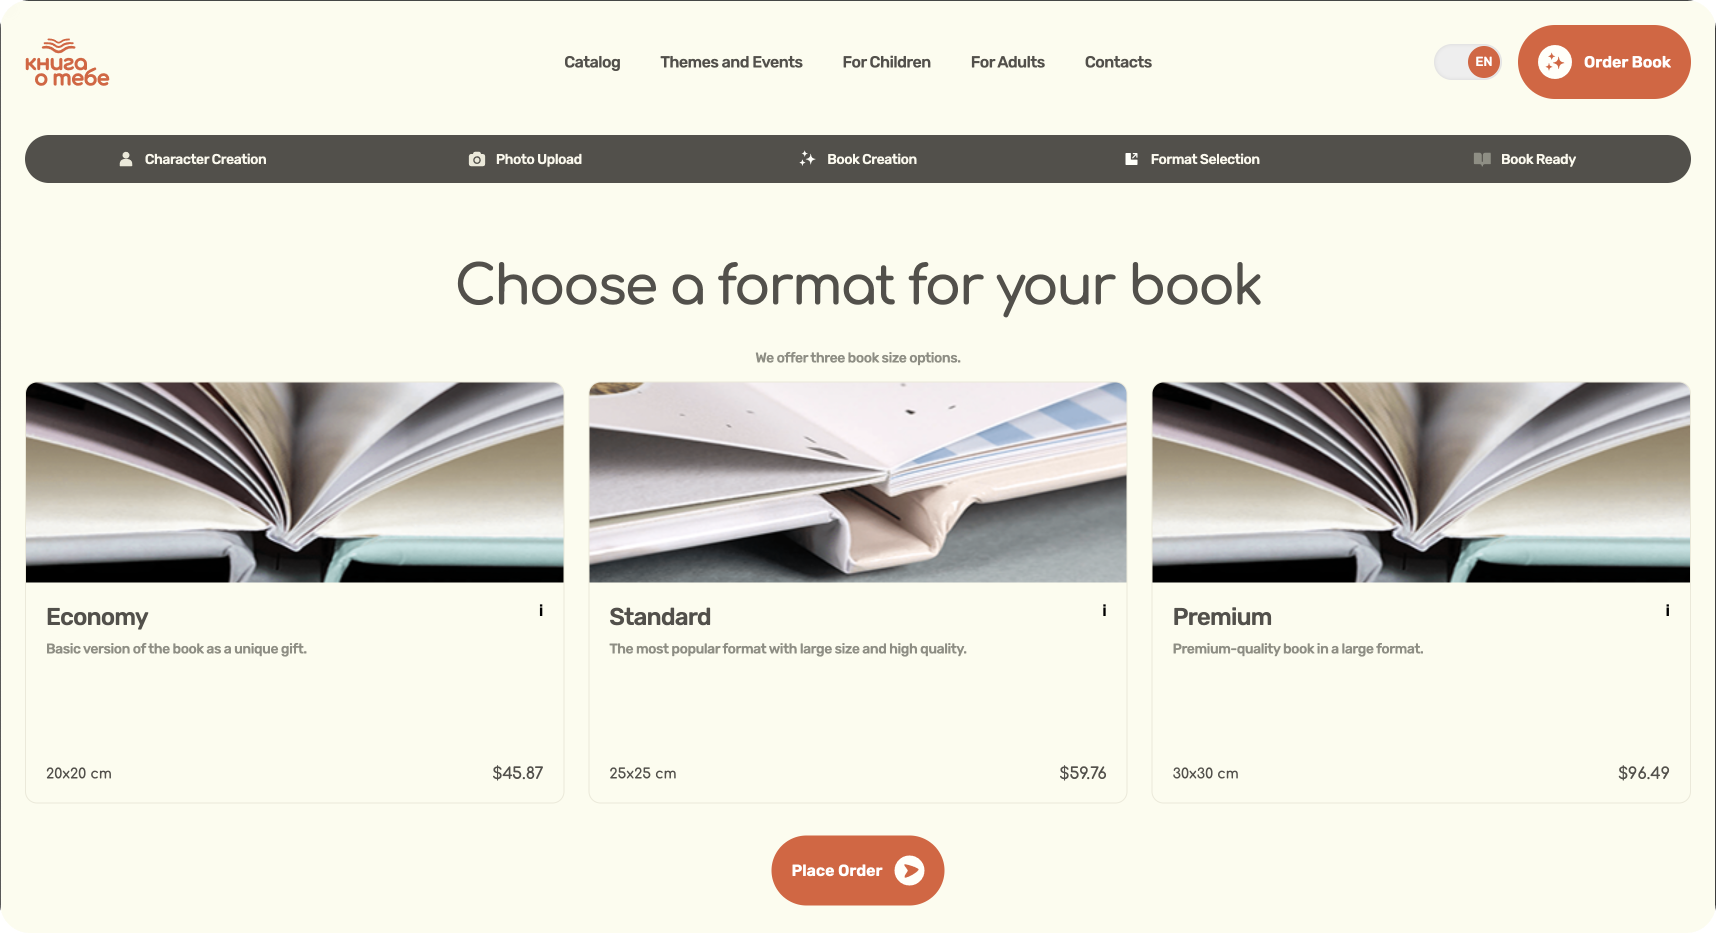 книга
о тебе
Catalog
Themes and Events
For Children
For Adults
Contacts
EN
Order Book
Character Creation
Photo Upload
Book Creation
Format Selection
Book Ready
Choose a format for your book
We offer three book size options.
Economy
i
Basic version of the book as a unique gift.
20x20 cm
$45.87
Standard
i
The most popular format with large size and high quality.
25x25 cm
$59.76
Premium
i
Premium-quality book in a large format.
30x30 cm
$96.49
Place Order